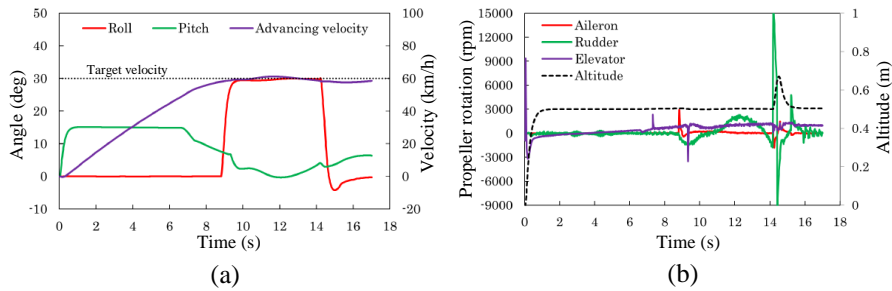 Roll
Pitch
Advancing velocity
Target velocity
Angle (deg)
50
40
30
20
10
0
-10
Velocity (km/h)
100
80
60
40
20
0
-20
0 2 4 6 8 10 12 14 16 18
Time (s)
(a)
Aileron
Rudder
Elevator
Altitude
Propeller rotation (rpm)
15000
12000
9000
6000
3000
0
-3000
-6000
-9000
Altitude (m)
1
0.8
0.6
0.4
0.2
0
0 2 4 6 8 10 12 14 16 18
Time (s)
(b)